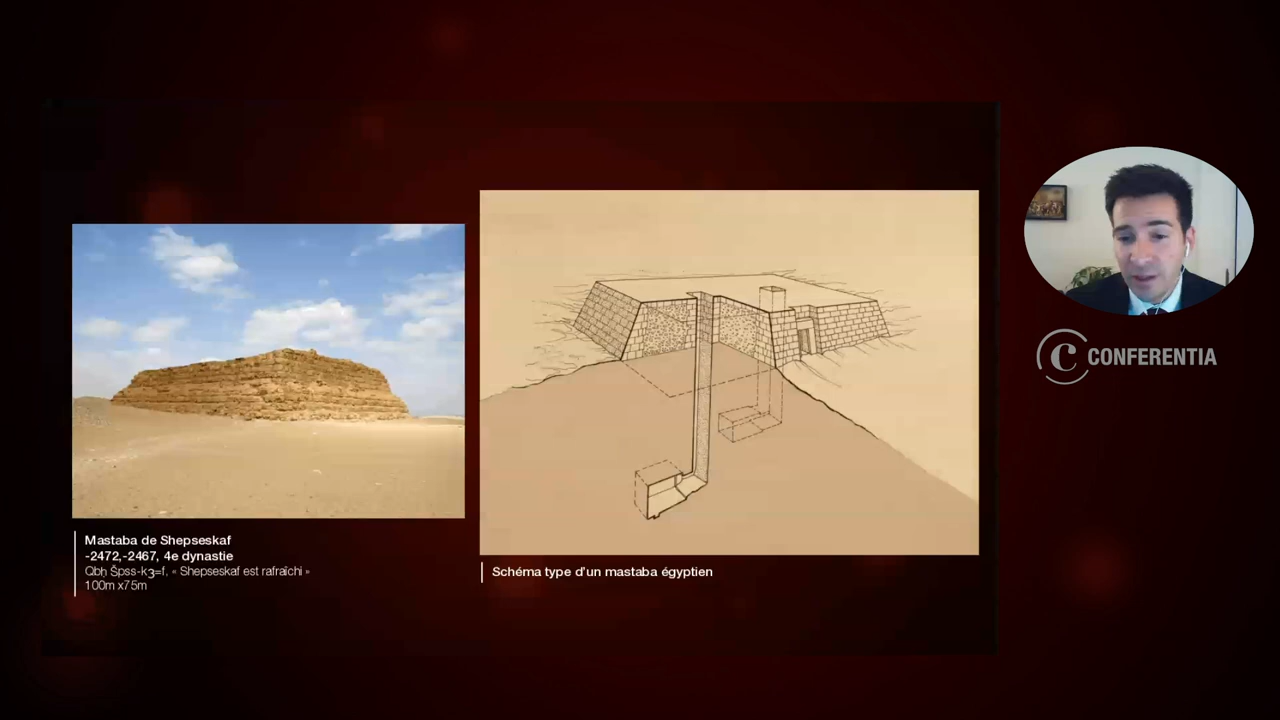 Mastaba de Shepseskaf
-2472,-2467, 4e dynastie
Qbḥ Špss-kꜣ=f, « Shepseskaf est rafraîchi »
100m x75m
Schéma type d'un mastaba égyptien
C CONFERENTIA